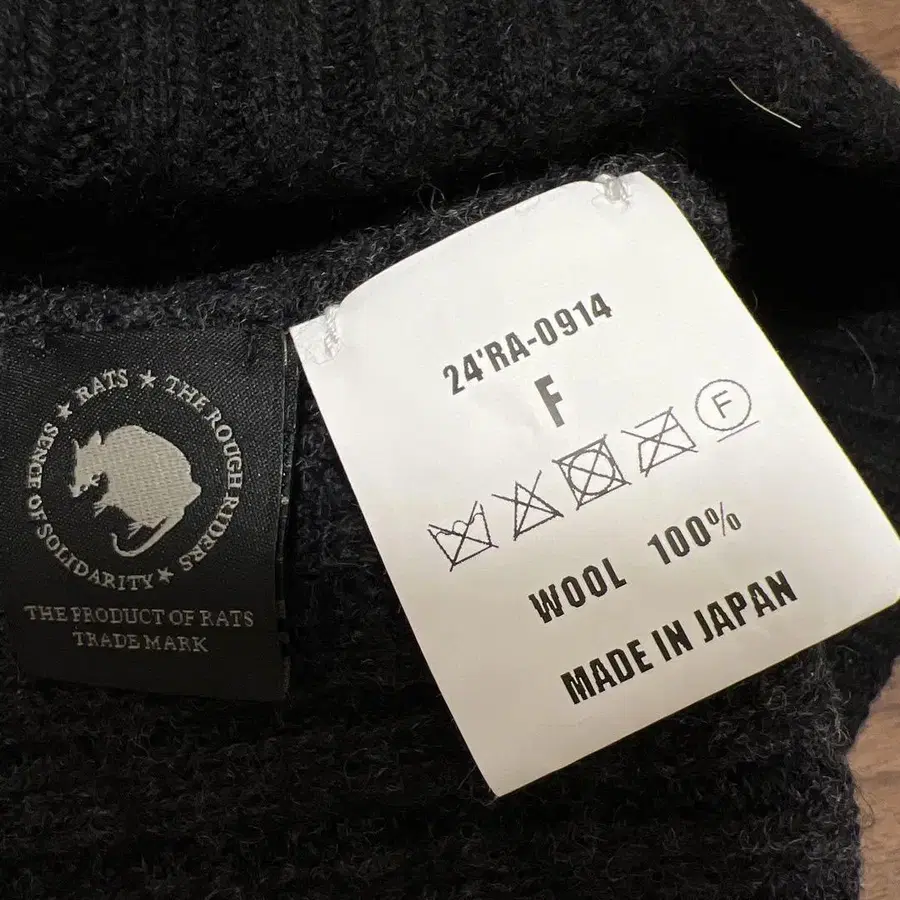 RATS ★ THE ROUGH RIDERS ★ SENCE OF SOLIDARITY ★
THE PRODUCT OF RATS
TRADE MARK
24'RA-0914
F
F
WOOL 100%
MADE IN JAPAN